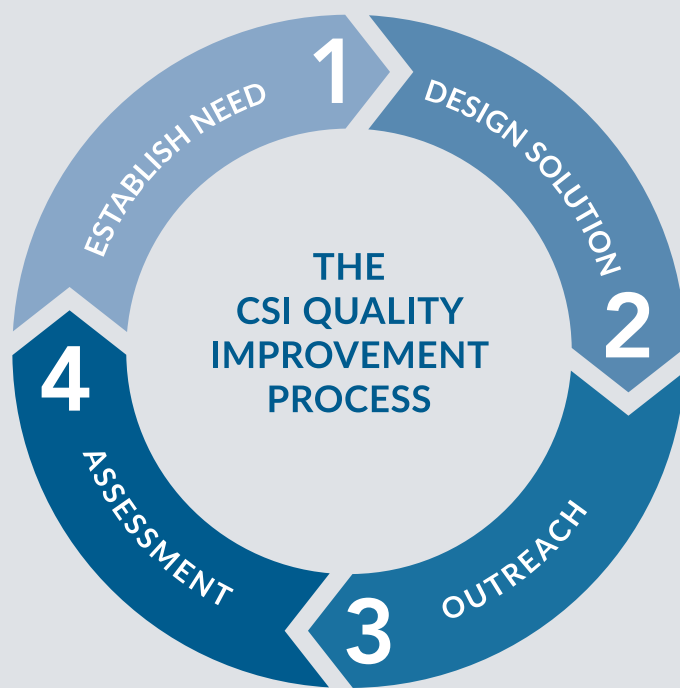 THE
CSI QUALITY
IMPROVEMENT
PROCESS
1
ESTABLISH NEED
2
DESIGN SOLUTION
3
OUTREACH
4
ASSESSMENT